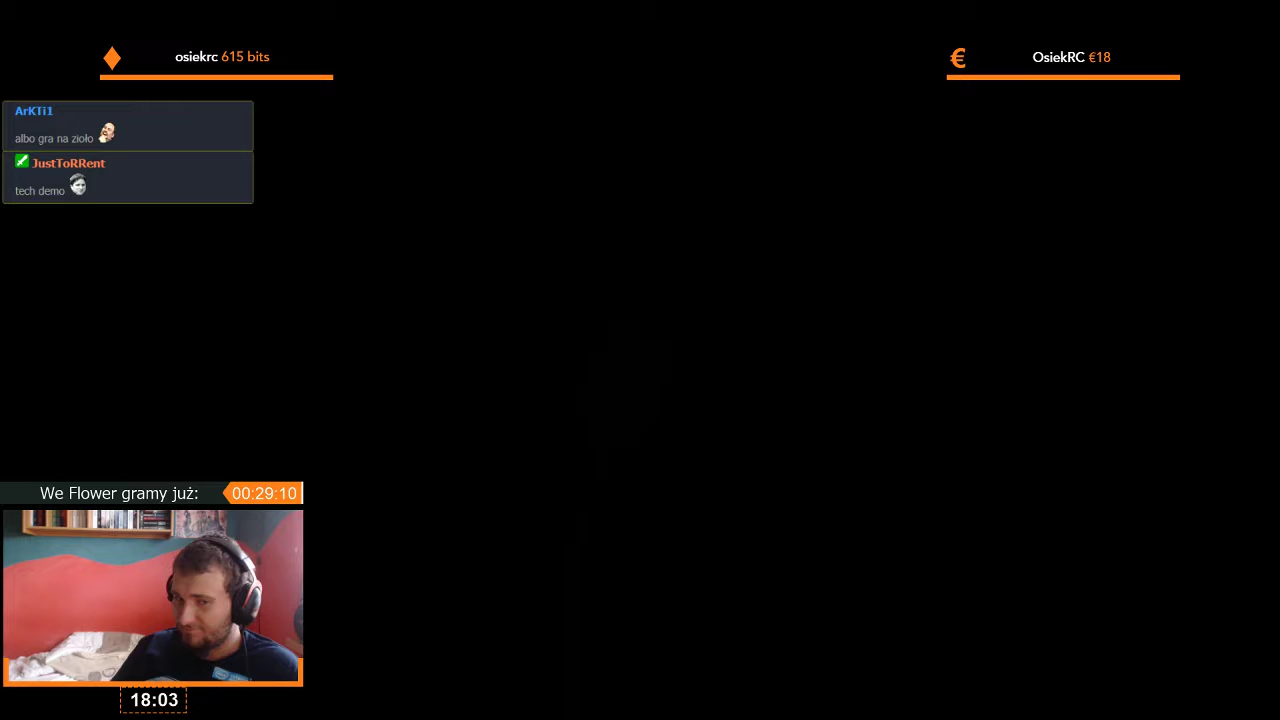 osiekrc 615 bits
€ OsiekRC €18
ArKTi1
albo gra na zioło
JustToRRent
tech demo
We Flower gramy już: 00:29:10
18:03